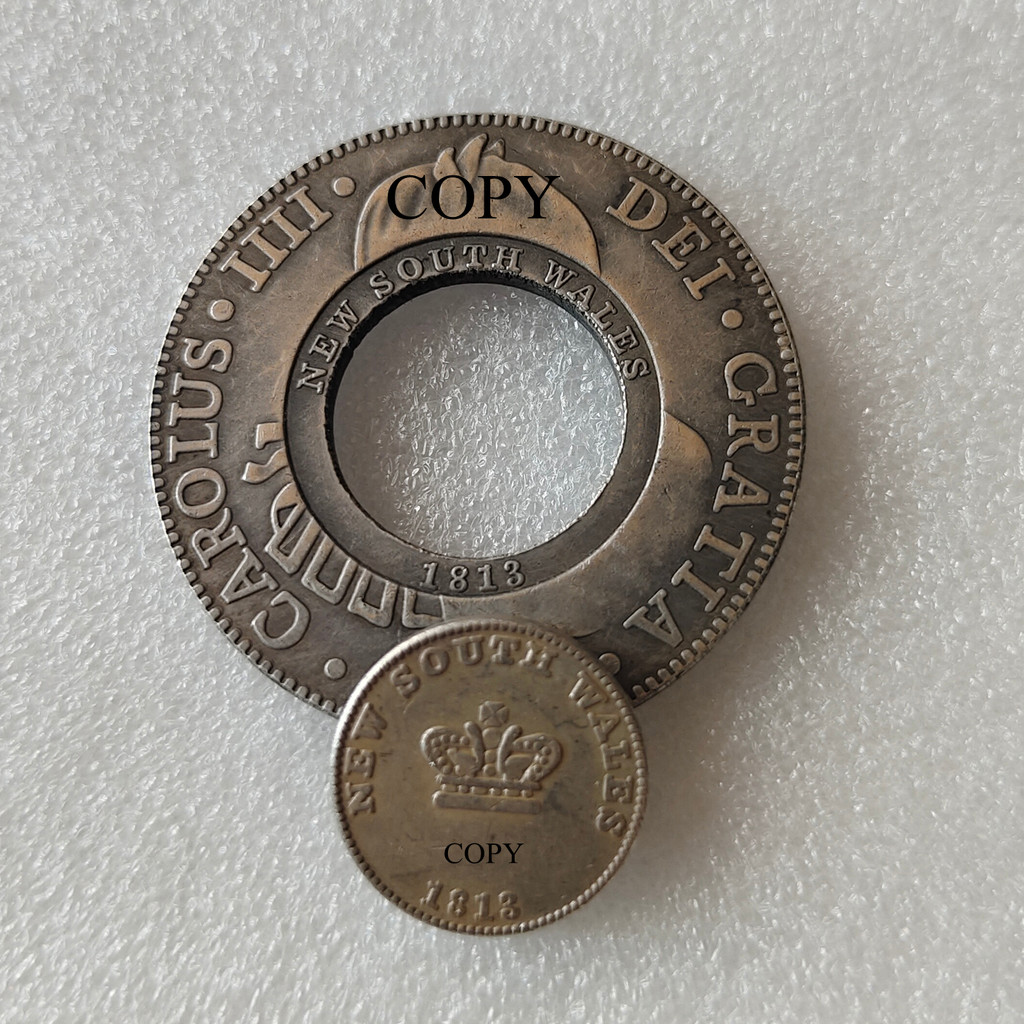 COPY
CAROLUS · IIII · DEI · GRATIA ·
NEW SOUTH WALES
1813
NEW SOUTH WALES
COPY
1813